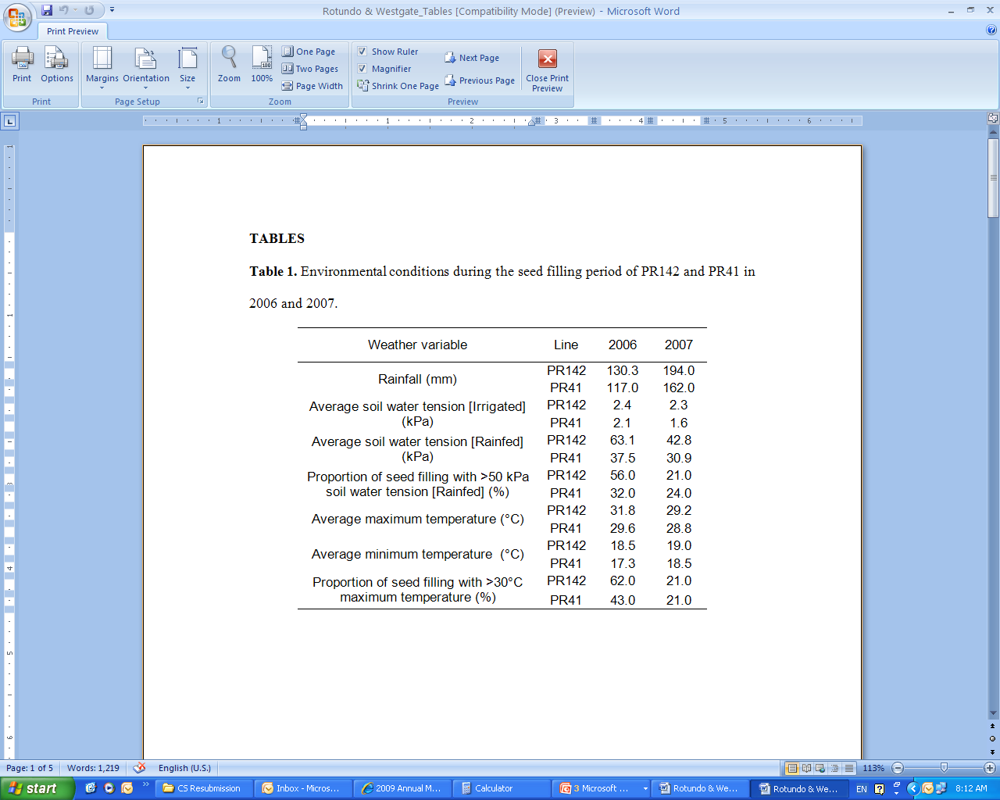 Rotundo & Westgate_Tables [Compatibility Mode] (Preview) - Microsoft Word
Print Preview
Print
Options
Margins
Orientation
Size
Zoom
100%
One Page
Two Pages
Page Width
Show Ruler
Magnifier
Shrink One Page
Next Page
Previous Page
Close Print
Preview
Print
Page Setup
Zoom
Preview
1 1 2 3 4 5 6
TABLES
Table 1. Environmental conditions during the seed filling period of PR142 and PR41 in
2006 and 2007.
Weather variable Line 2006 2007
Rainfall (mm) PR142 130.3 194.0
PR41 117.0 162.0
Average soil water tension [Irrigated] PR142 2.4 2.3
(kPa) PR41 2.1 1.6
Average soil water tension [Rainfed] PR142 63.1 42.8
(kPa) PR41 37.5 30.9
Proportion of seed filling with >50 kPa PR142 56.0 21.0
soil water tension [Rainfed] (%) PR41 32.0 24.0
Average maximum temperature (°C) PR142 31.8 29.2
PR41 29.6 28.8
Average minimum temperature (°C) PR142 18.5 19.0
PR41 17.3 18.5
Proportion of seed filling with >30°C PR142 62.0 21.0
maximum temperature (%) PR41 43.0 21.0
Page: 1 of 5 Words: 1,219 English (U.S.) 113%
start CS Resubmission Inbox - Micros... 2009 Annual M... Calculator 3 Microsoft ... Rotundo & We... Rotundo & We... EN 8:12 AM